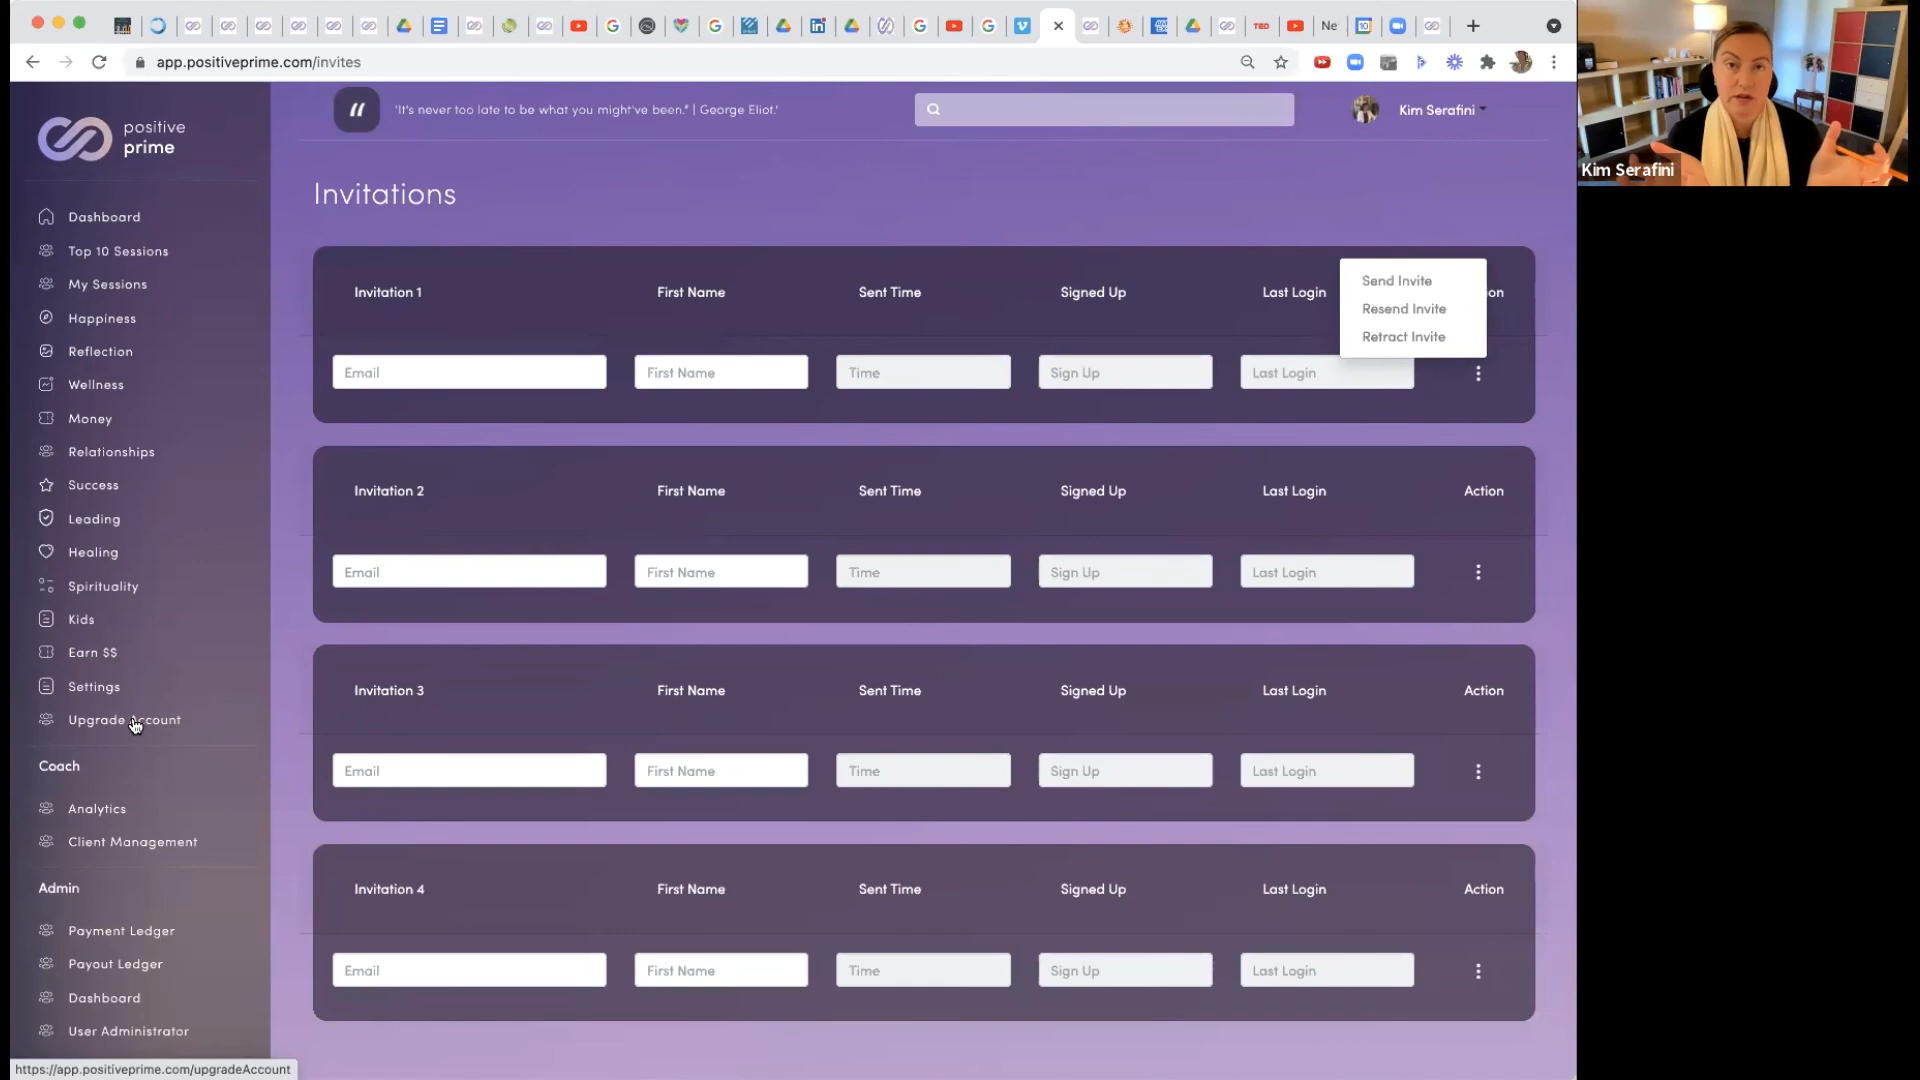 TED
Ne
10
app.positiveprime.com/invites
positive
prime
'It's never too late to be what you might've been." | George Eliot.'
Kim Serafini
Kim Serafini
Invitations
Dashboard
Top 10 Sessions
My Sessions
Happiness
Reflection
Wellness
Money
Relationships
Success
Leading
Healing
Spirituality
Kids
Earn $$
Settings
Upgrade Account
Coach
Analytics
Client Management
Admin
Payment Ledger
Payout Ledger
Dashboard
User Administrator
https://app.positiveprime.com/upgradeAccount
Invitation 1 First Name Sent Time Signed Up Last Login on
Send Invite
Resend Invite
Retract Invite
Email First Name Time Sign Up Last Login
Invitation 2 First Name Sent Time Signed Up Last Login Action
Email First Name Time Sign Up Last Login
Invitation 3 First Name Sent Time Signed Up Last Login Action
Email First Name Time Sign Up Last Login
Invitation 4 First Name Sent Time Signed Up Last Login Action
Email First Name Time Sign Up Last Login